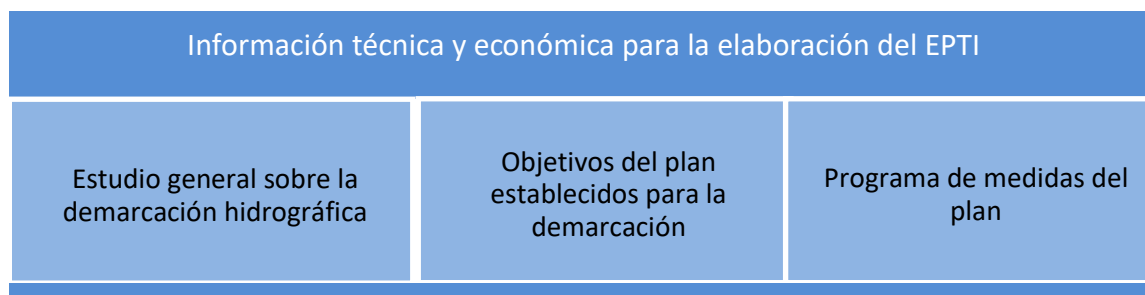 Información técnica y económica para la elaboración del EPTI
Estudio general sobre la
demarcación hidrográfica
Objetivos del plan
establecidos para la
demarcación
Programa de medidas del
plan